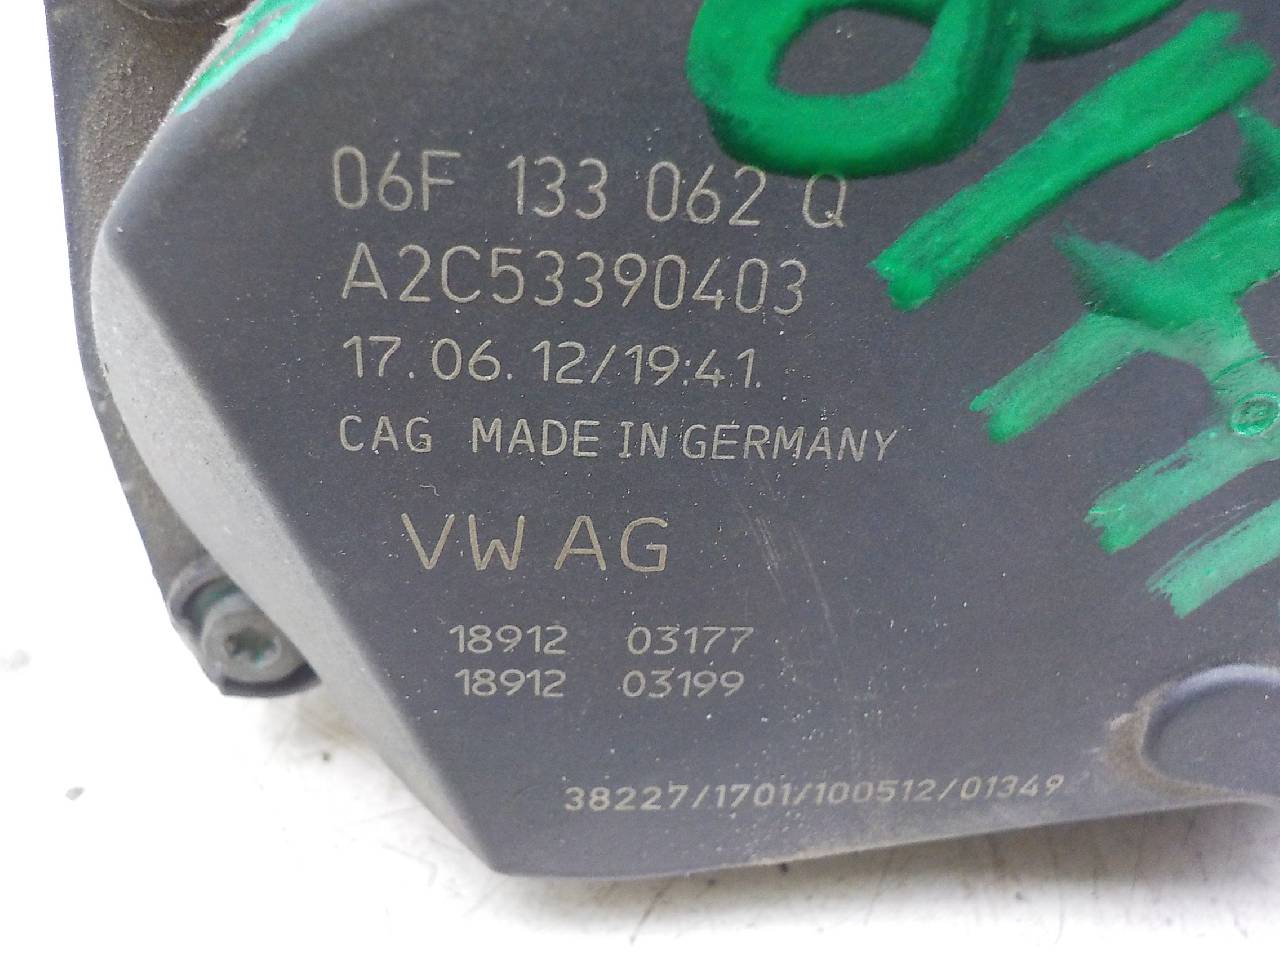 06F 133 062 Q
A2C53390403
17.06.12/19:41.
CAG MADE IN GERMANY
VW AG
18912 03177
18912 03199
38227/1701/100512/01349